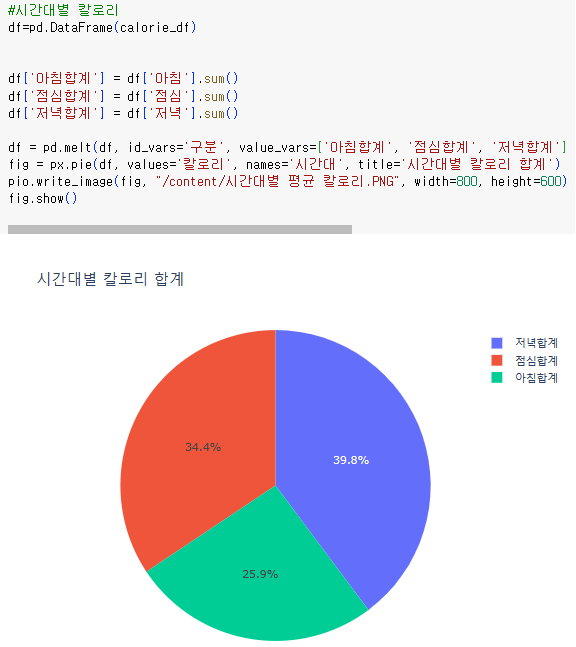 #시간대별 칼로리
df=pd.DataFrame(calorie_df)
df['아침합계'] = df['아침'].sum()
df['점심합계'] = df['점심'].sum()
df['저녁합계'] = df['저녁'].sum()
df = pd.melt(df, id_vars='구분', value_vars=['아침합계', '점심합계', '저녁합계']
fig = px.pie(df, values='칼로리', names='시간대', title='시간대별 칼로리 합계')
pio.write_image(fig, "/content/시간대별 평균 칼로리.PNG", width=800, height=600)
fig.show()
시간대별 칼로리 합계
저녁합계
점심합계
아침합계
34.4%
39.8%
25.9%